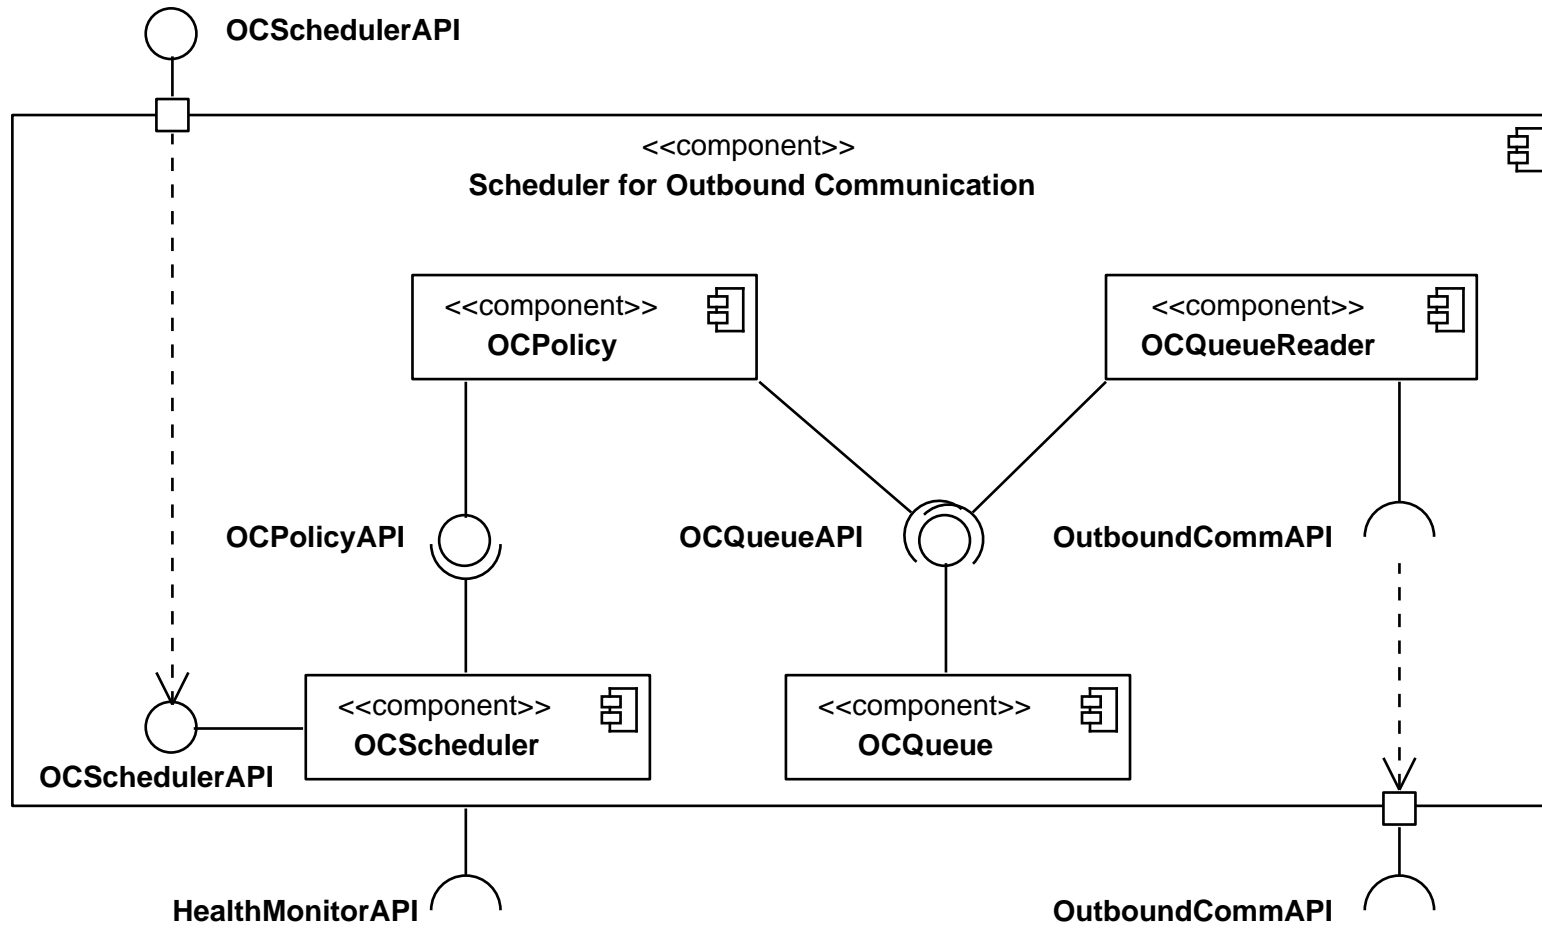 OCSchedulerAPI
<<component>>
Scheduler for Outbound Communication
<<component>>
OCPolicy
<<component>>
OCQueueReader
OCPolicyAPI
OCQueueAPI
OutboundCommAPI
<<component>>
OCScheduler
<<component>>
OCQueue
OCSchedulerAPI
HealthMonitorAPI
OutboundCommAPI